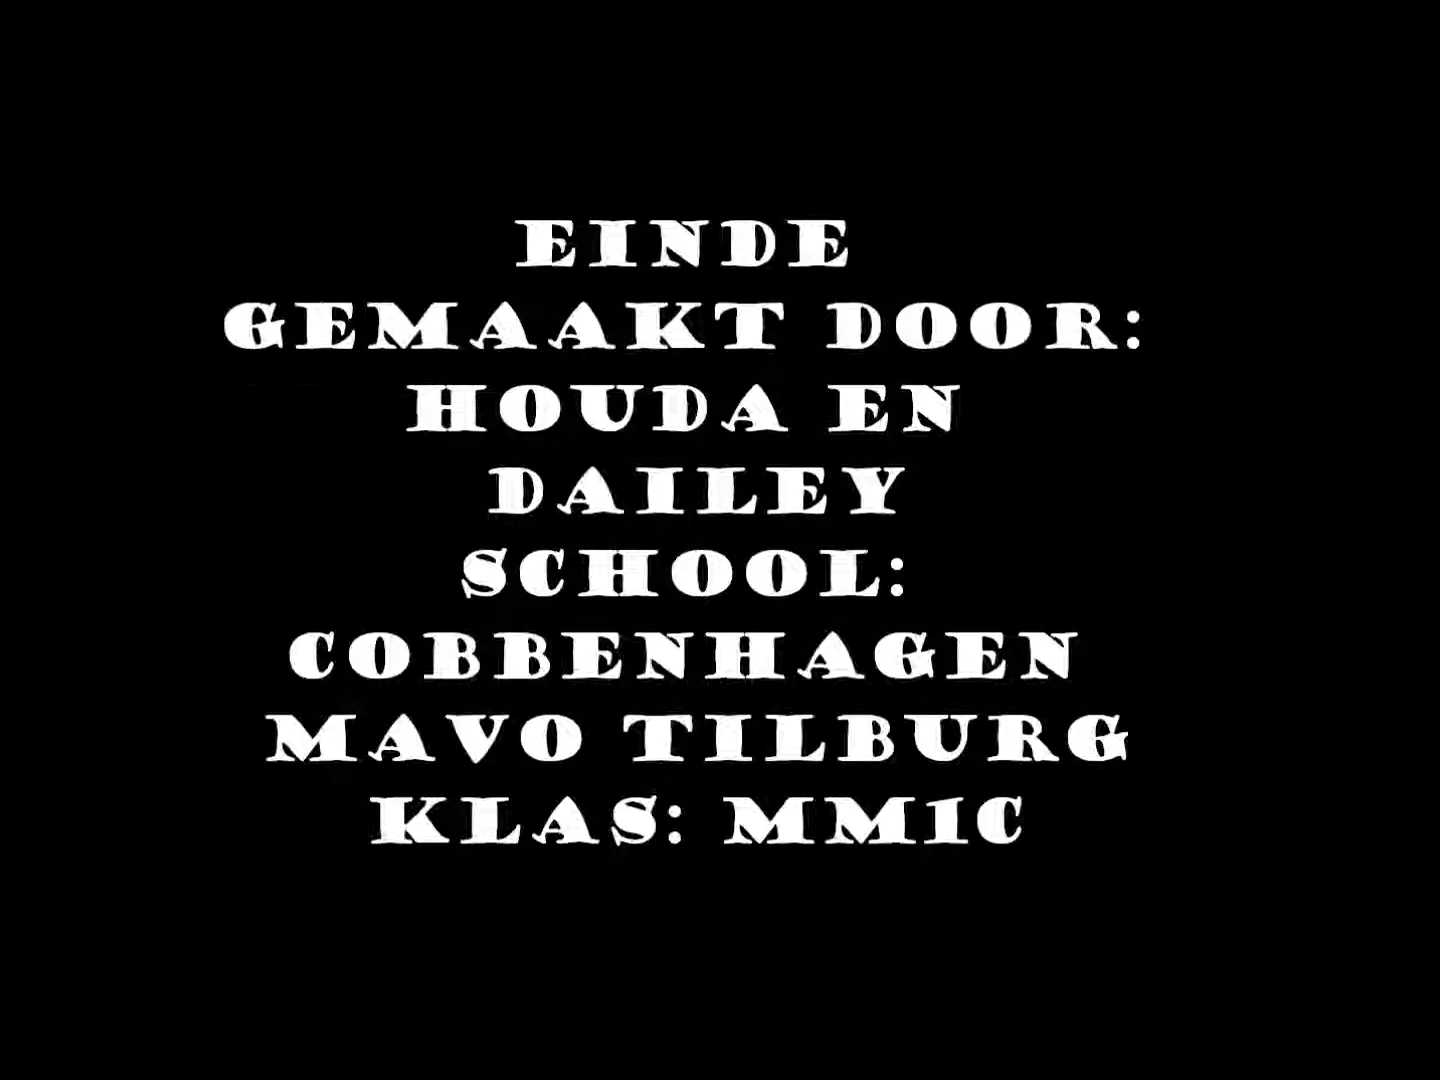 EINDE
GEMAAKT DOOR:
HOUDA EN
DAILEY
SCHOOL:
COBBENHAGEN
MAVO TILBURG
KLAS: MM1C